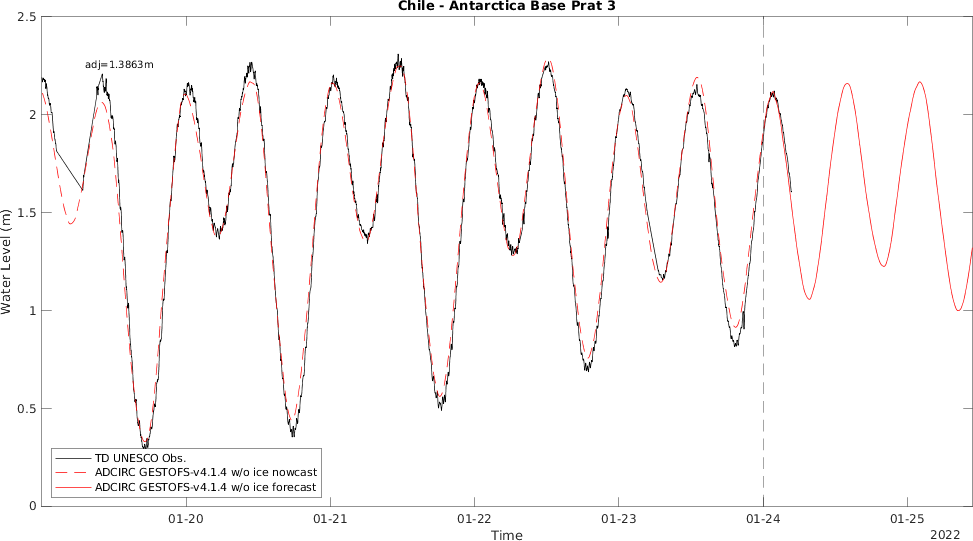 Chile - Antarctica Base Prat 3
2.5
adj=1.3863m
2
1.5
Water Level (m)
1
0.5
TD UNESCO Obs.
ADCIRC GESTOFS-v4.1.4 w/o ice nowcast
ADCIRC GESTOFS-v4.1.4 w/o ice forecast
0
01-20 01-21 01-22 01-23 01-24 01-25
Time
2022